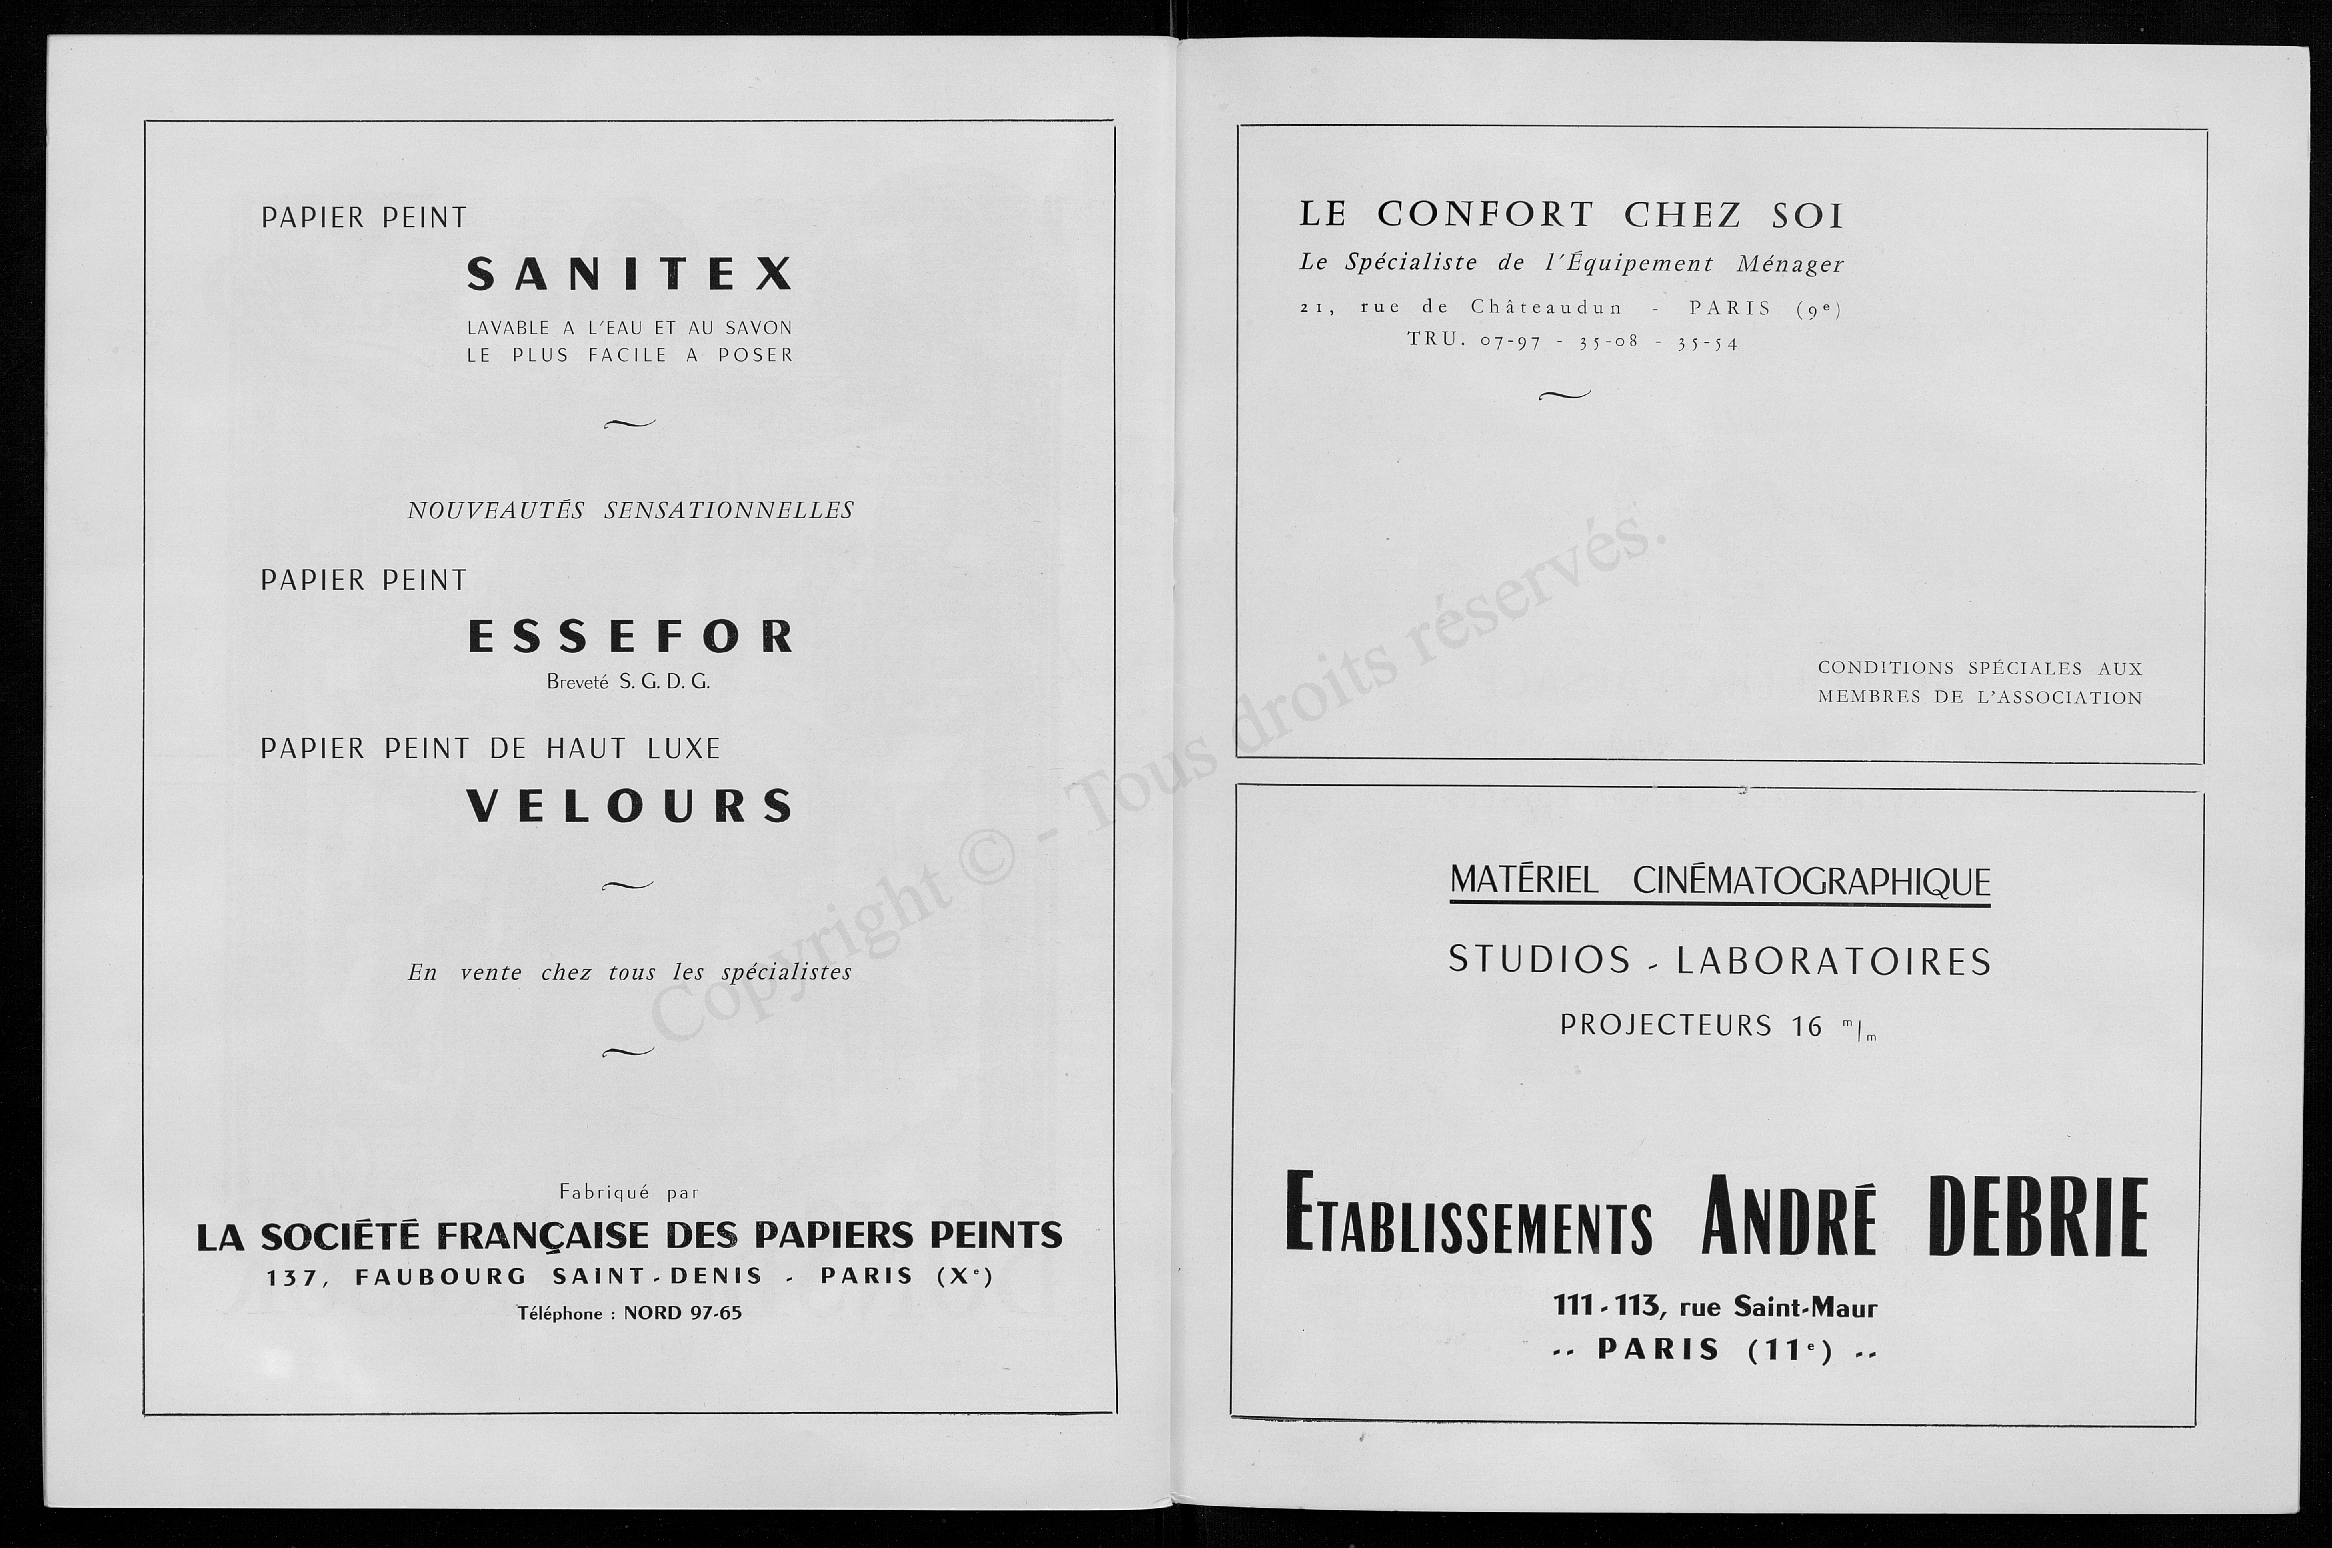 PAPIER PEINT
SANITEX
LAVABLE A L'EAU ET AU SAVON
LE PLUS FACILE A POSER
NOUVEAUTÉS SENSATIONNELLES
PAPIER PEINT
ESSEFOR
Breveté S. G. D. G.
PAPIER PEINT DE HAUT LUXE
VELOURS
En vente chez tous les spécialistes
Fabriqué par
LA SOCIÉTÉ FRANÇAISE DES PAPIERS PEINTS
137, FAUBOURG SAINT-DENIS - PARIS (Xe)
Téléphone : NORD 97-65
LE CONFORT CHEZ SOI
Le Spécialiste de l'Équipement Ménager
21, rue de Châteaudun - PARIS (9e)
TRU. 07-97 - 35-08 - 35-54
CONDITIONS SPÉCIALES AUX
MEMBRES DE L'ASSOCIATION
MATÉRIEL CINÉMATOGRAPHIQUE
STUDIOS - LABORATOIRES
PROJECTEURS 16 m/m
ETABLISSEMENTS ANDRÉ DEBRIE
111-113, rue Saint-Maur
-- PARIS (11e) --
Copyright © - Tous droits réservés.